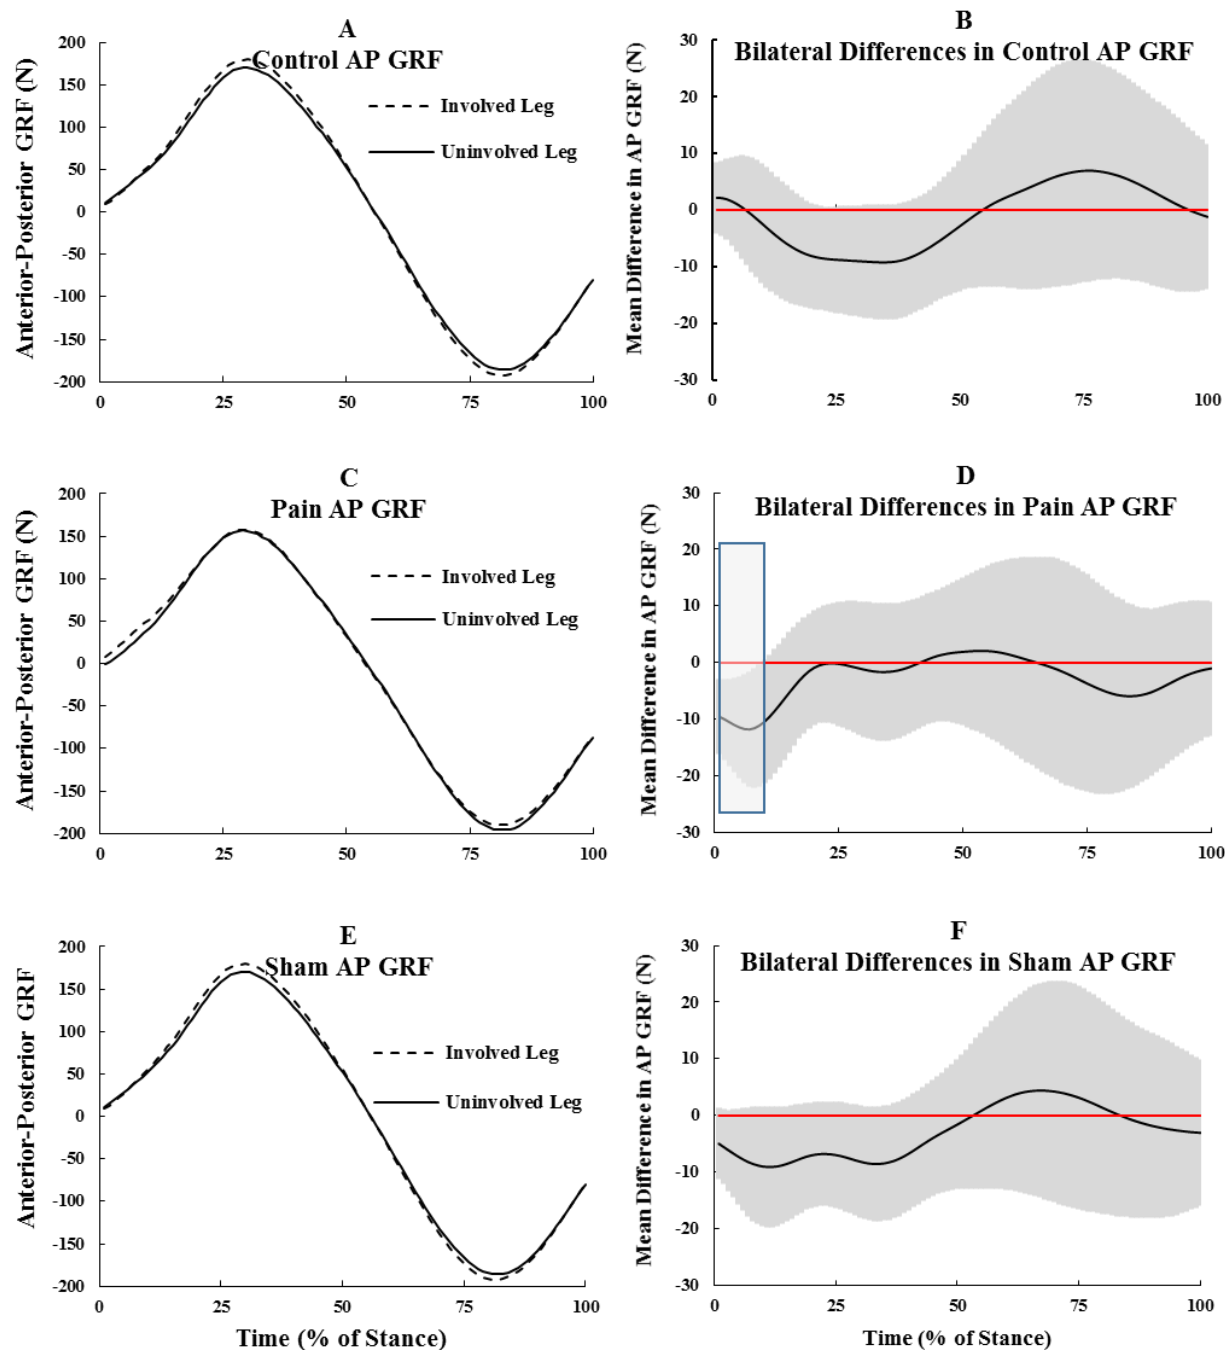 A
Control AP GRF
Anterior-Posterior GRF (N)
200
150
100
50
0
-50
-100
-150
-200
Involved Leg
Uninvolved Leg
0 25 50 75 100
B
Bilateral Differences in Control AP GRF
Mean Difference in AP GRF (N)
30
20
10
0
-10
-20
-30
0 25 50 75 100
C
Pain AP GRF
Anterior-Posterior GRF (N)
200
150
100
50
0
-50
-100
-150
-200
Involved Leg
Uninvolved Leg
0 25 50 75 100
D
Bilateral Differences in Pain AP GRF
Mean Difference in AP GRF (N)
30
20
10
0
-10
-20
-30
0 25 50 75 100
E
Sham AP GRF
Anterior-Posterior GRF
200
150
100
50
0
-50
-100
-150
-200
Involved Leg
Uninvolved Leg
0 25 50 75 100
Time (% of Stance)
F
Bilateral Differences in Sham AP GRF
Mean Difference in AP GRF (N)
30
20
10
0
-10
-20
-30
0 25 50 75 100
Time (% of Stance)